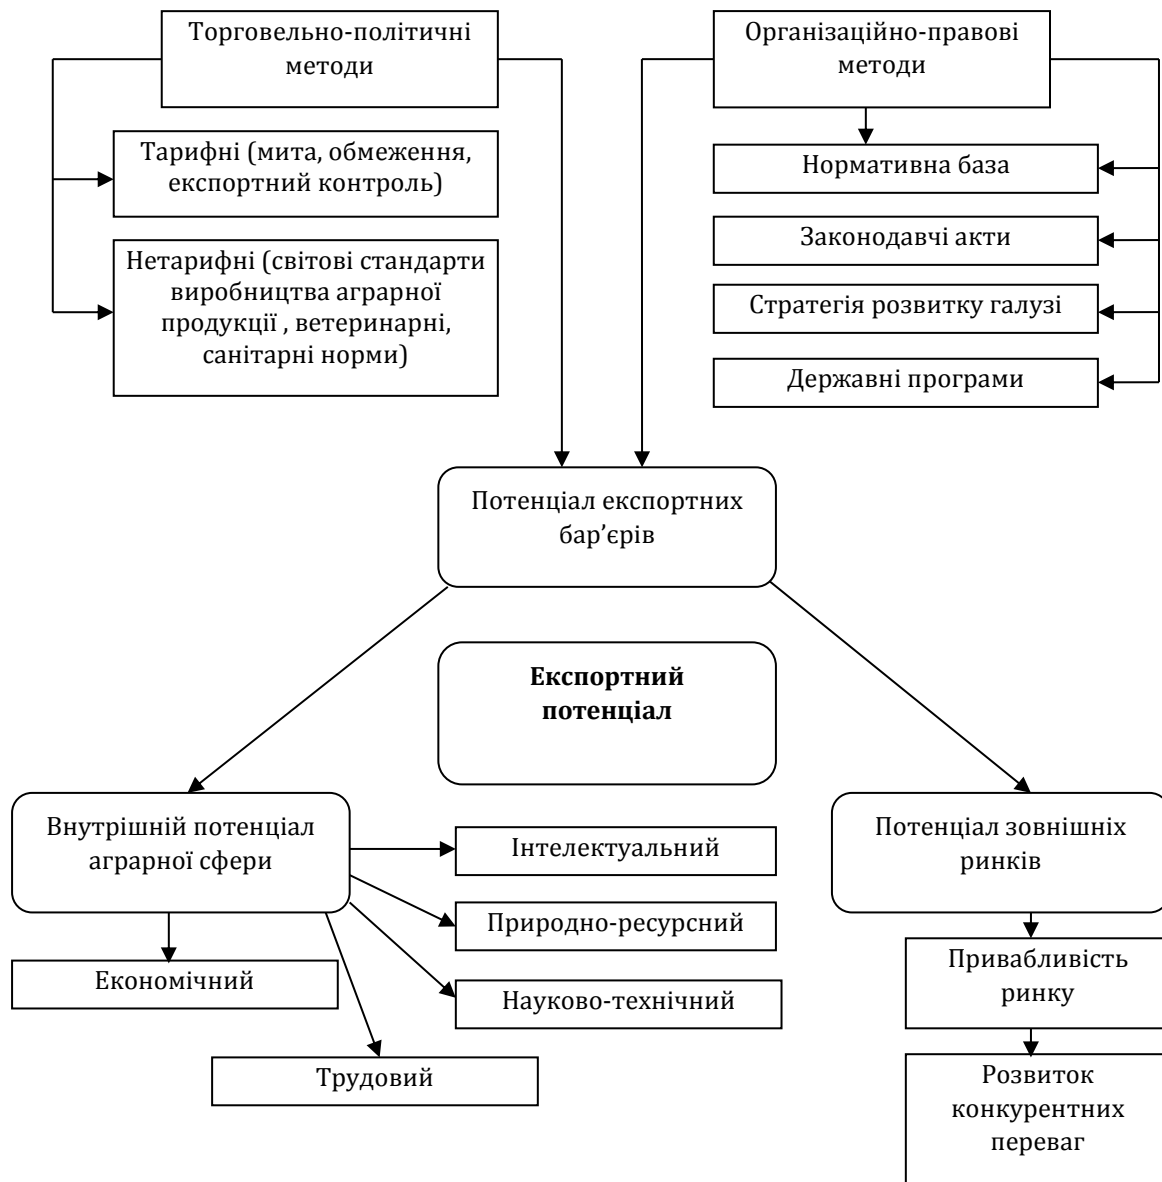 Торговельно-політичні
методи
Організаційно-правові
методи
Тарифні (мита, обмеження,
експортний контроль)
Нормативна база
Нетарифні (світові стандарти
виробництва аграрної
продукції , ветеринарні,
санітарні норми)
Законодавчі акти
Стратегія розвитку галузі
Державні програми
Потенціал експортних
бар’єрів
Експортний
потенціал
Внутрішній потенціал
аграрної сфери
Потенціал зовнішніх
ринків
Інтелектуальний
Природно-ресурсний
Науково-технічний
Економічний
Трудовий
Привабливість
ринку
Розвиток
конкурентних
переваг